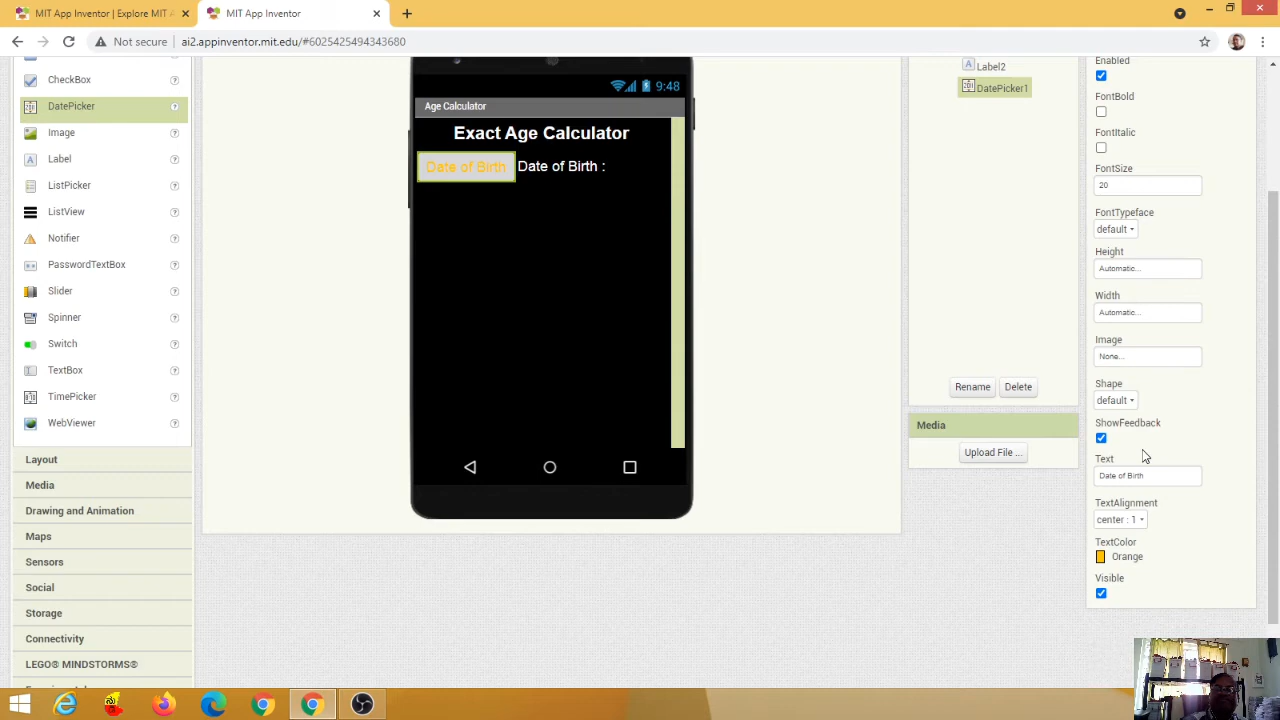 MIT App Inventor | Explore MIT A
MIT App Inventor
Not secure
ai2.appinventor.mit.edu/#6025425494343680
CheckBox
DatePicker
Image
Label
ListPicker
ListView
Notifier
PasswordTextBox
Slider
Spinner
Switch
TextBox
TimePicker
WebViewer
Layout
Media
Drawing and Animation
Maps
Sensors
Social
Storage
Connectivity
LEGO® MINDSTORMS®
9:48
Age Calculator
Exact Age Calculator
Date of Birth Date of Birth :
Label2
DatePicker1
Rename Delete
Media
Upload File ...
Enabled
FontBold
FontItalic
FontSize
20
FontTypeface
default
Height
Automatic...
Width
Automatic...
Image
None...
Shape
default
ShowFeedback
Text
Date of Birth
TextAlignment
center : 1
TextColor
Orange
Visible